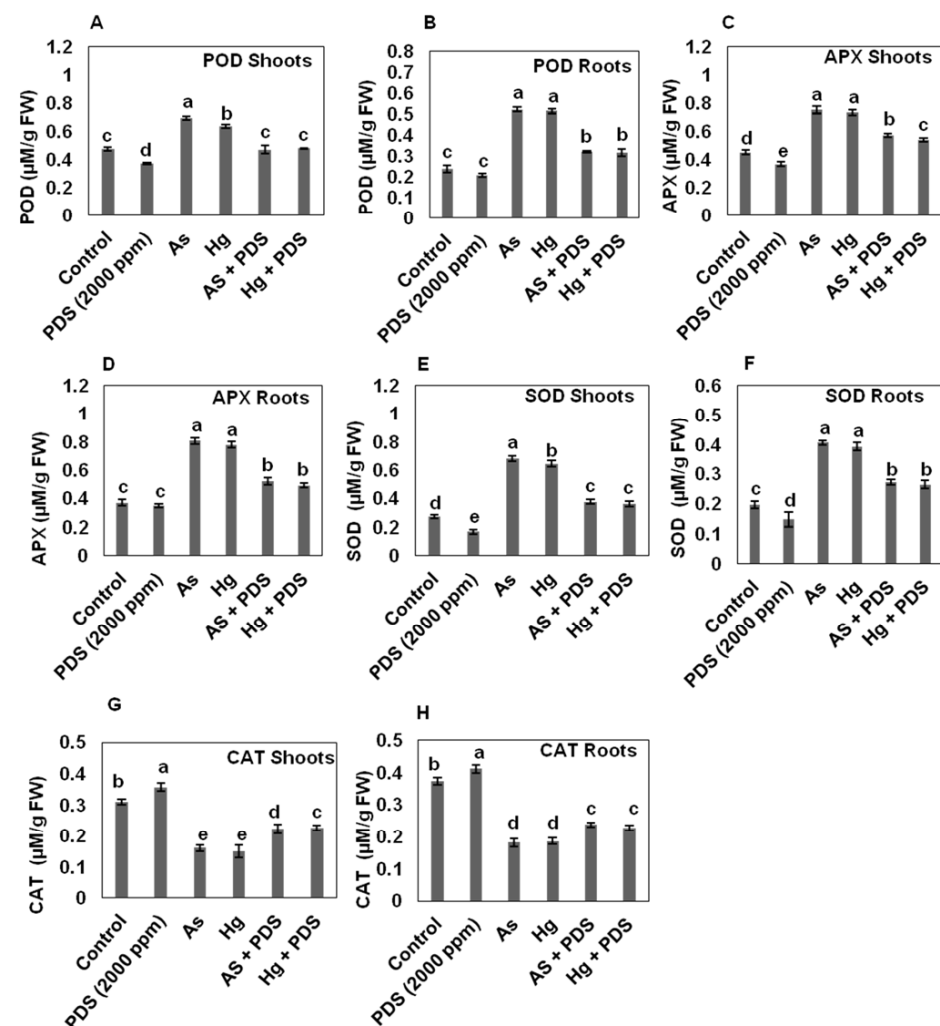 A
POD Shoots
POD (µM/g FW)
1.2
1
0.8
0.6
0.4
0.2
0
c
d
a
b
c
c
Control
PDS (2000 ppm)
As
Hg
AS + PDS
Hg + PDS
B
POD Roots
POD (µM/g FW)
0.8
0.7
0.6
0.5
0.4
0.3
0.2
0.1
0
c
c
a
a
b
b
Control
PDS (2000 ppm)
As
Hg
AS + PDS
Hg + PDS
C
APX Shoots
APX (µM/g FW)
1.2
1
0.8
0.6
0.4
0.2
0
d
e
a
a
b
b
Control
PDS (2000 ppm)
As
Hg
AS + PDS
Hg + PDS
D
APX Roots
APX (µM/g FW)
1.2
1
0.8
0.6
0.4
0.2
0
c
c
a
a
b
b
Control
PDS (2000 ppm)
As
Hg
AS + PDS
Hg + PDS
E
SOD Shoots
SOD (µM/g FW)
1.2
1
0.8
0.6
0.4
0.2
0
d
e
a
b
c
c
Control
PDS (2000 ppm)
As
Hg
AS + PDS
Hg + PDS
F
SOD Roots
SOD (µM/g FW)
0.6
0.5
0.4
0.3
0.2
0.1
0
c
d
a
a
b
b
Control
PDS (2000 ppm)
As
Hg
AS + PDS
Hg + PDS
G
CAT Shoots
CAT (µM/g FW)
0.5
0.4
0.3
0.2
0.1
0
b
a
e
e
d
c
Control
PDS (2000 ppm)
As
Hg
AS + PDS
Hg + PDS
H
CAT Roots
CAT (µM/g FW)
0.5
0.4
0.3
0.2
0.1
0
b
a
d
d
c
c
Control
PDS (2000 ppm)
As
Hg
AS + PDS
Hg + PDS